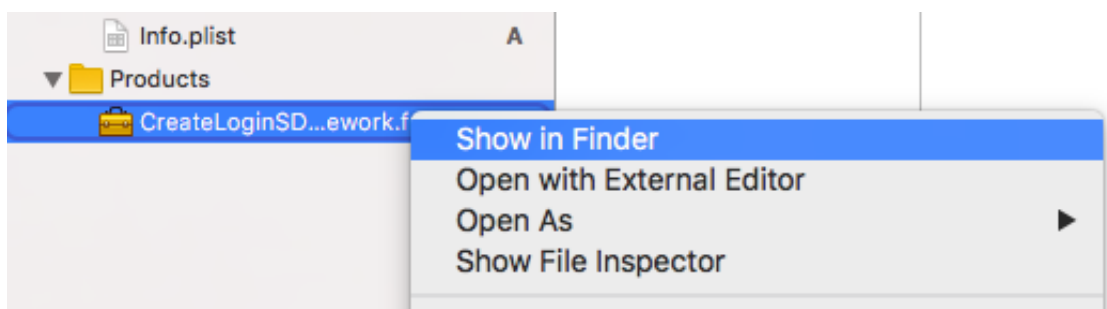 Info.plist A
Products
CreateLoginSD...ework.f
Show in Finder
Open with External Editor
Open As
Show File Inspector